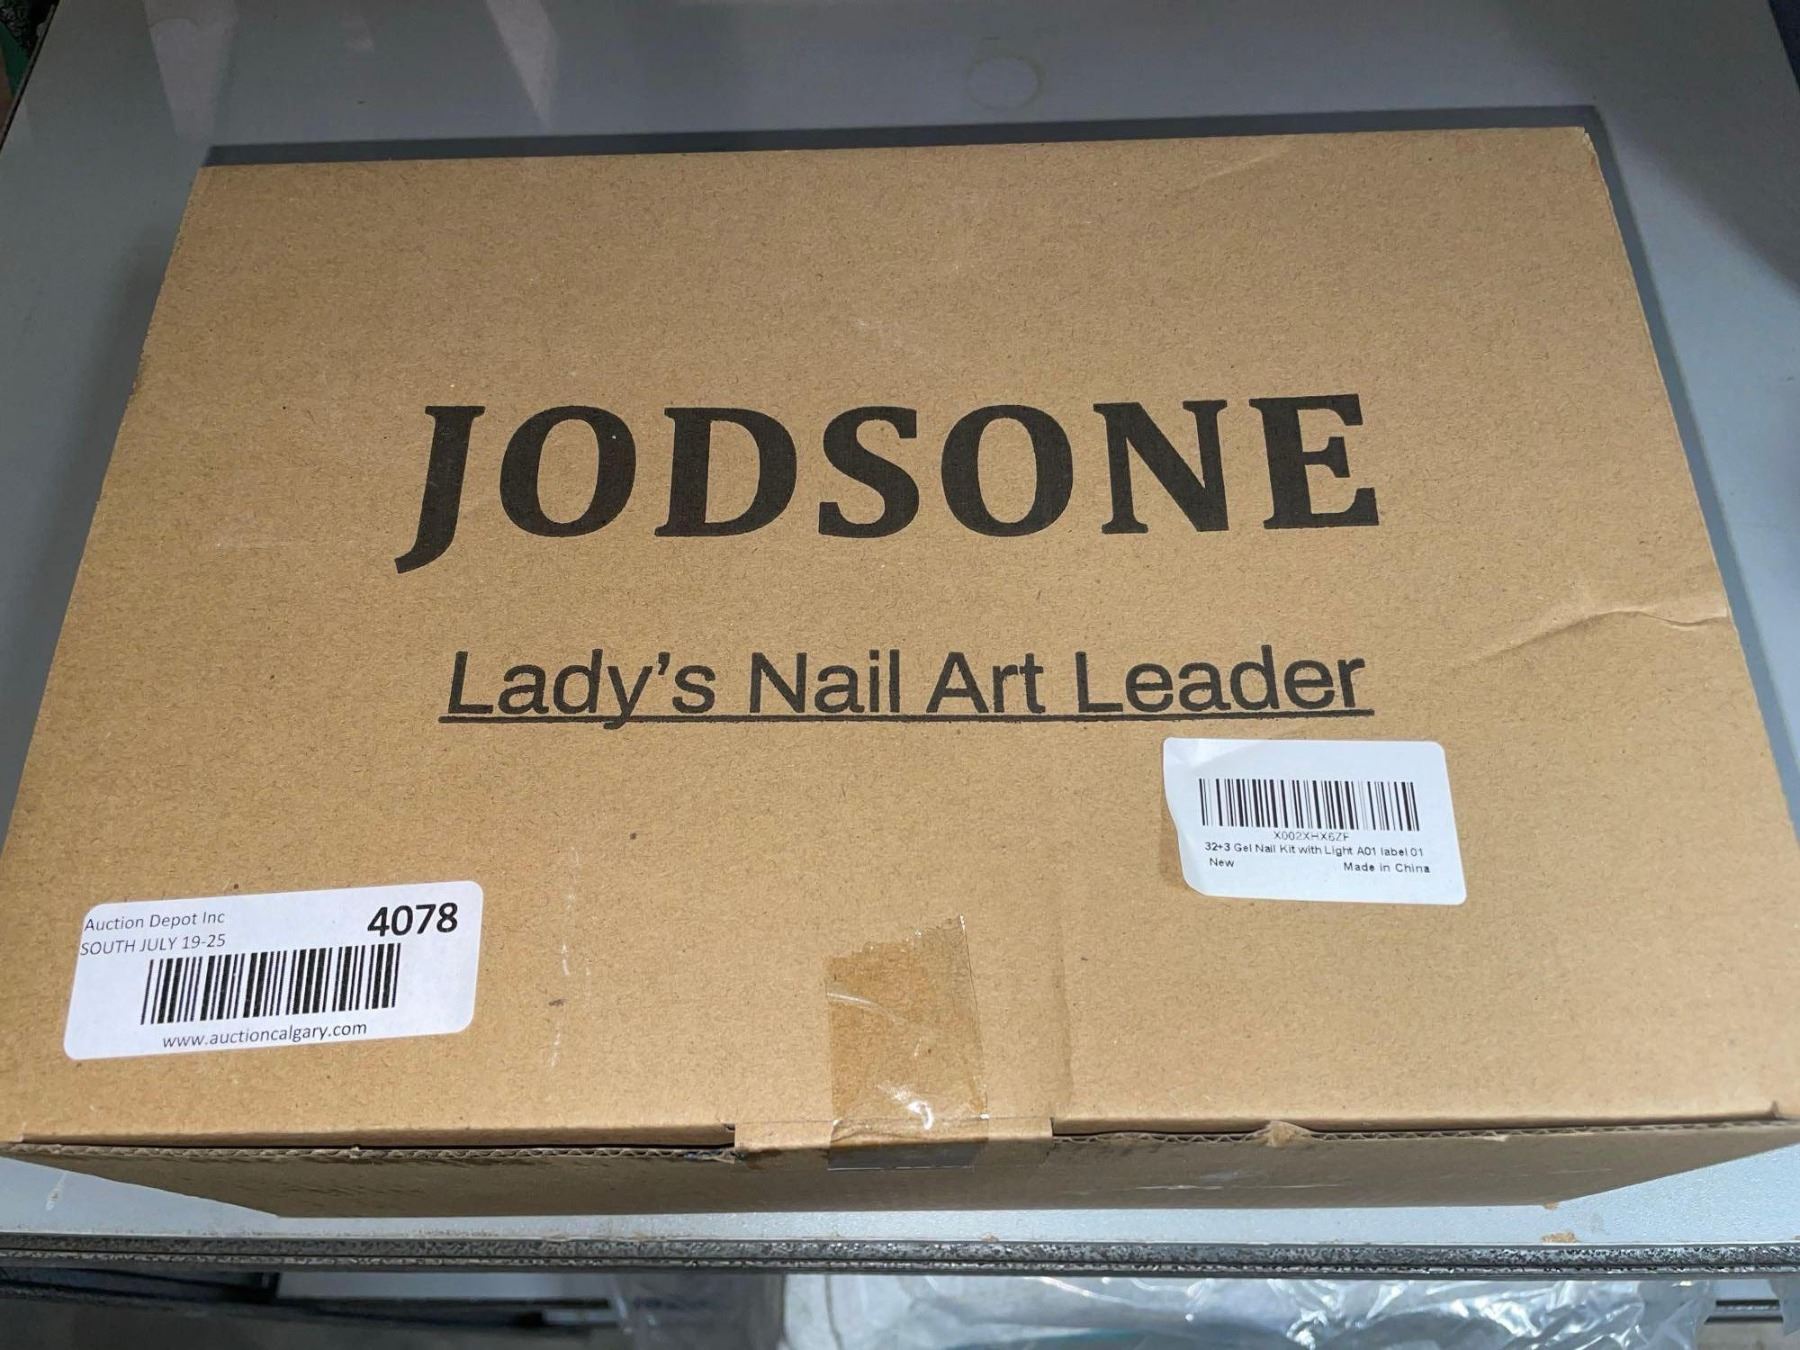 JODSONE
Lady's Nail Art Leader
X002XHX6ZF
32+3 Gel Nail Kit with Light A01 label 01
New Made in China
Auction Depot Inc 4078
SOUTH JULY 19-25
www.auctioncalgary.com